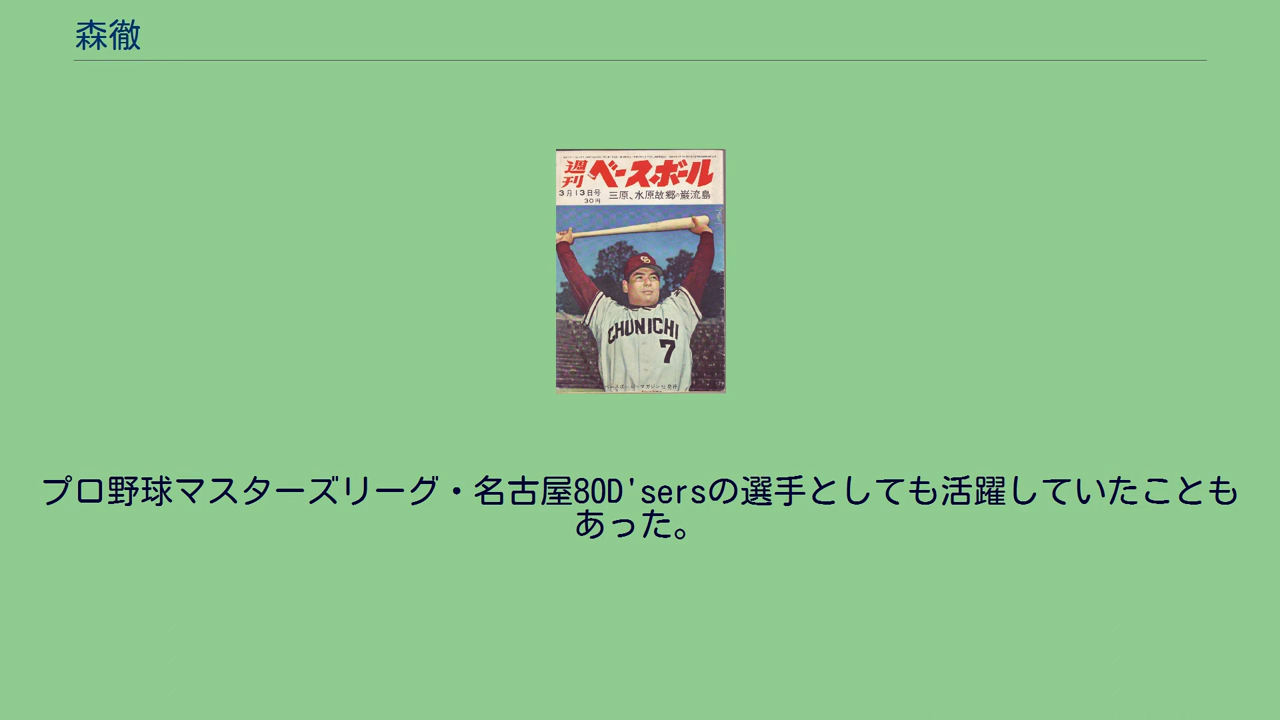 森徹
週刊 ベースボール
3月13日号
30円
三原、水原故郷の巌流島
CHUNICHI
7
プロ野球マスターズリーグ・名古屋80D'sersの選手としても活躍していたことも
あった。